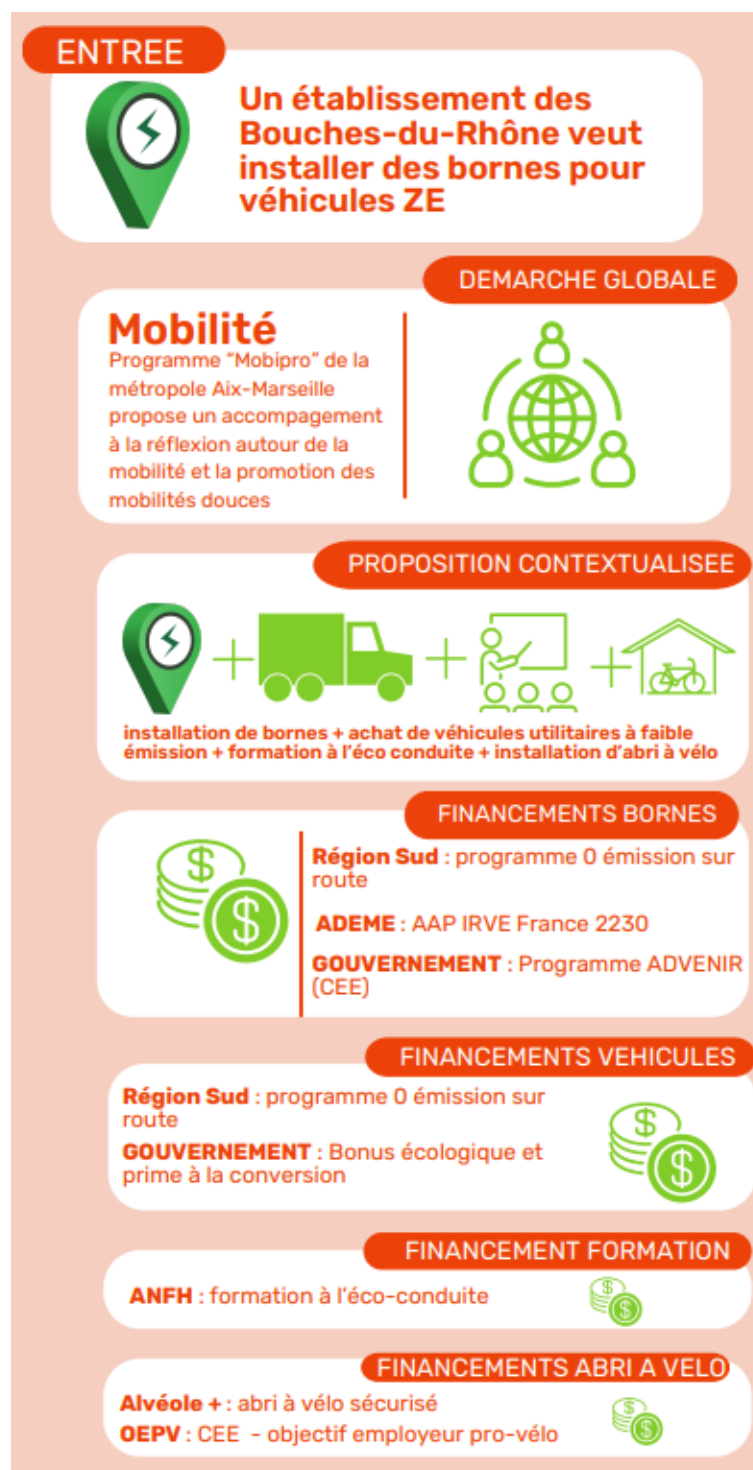 ENTREE
Un établissement des
Bouches-du-Rhône veut
installer des bornes pour
véhicules ZE
DEMARCHE GLOBALE
Mobilité
Programme “Mobipro” de la
métropole Aix-Marseille
propose un accompagement
à la réflexion autour de la
mobilité et la promotion des
mobilités douces
PROPOSITION CONTEXTUALISEE
installation de bornes + achat de véhicules utilitaires à faible
émission + formation à l'éco conduite + installation d'abri à vélo
FINANCEMENTS BORNES
Région Sud : programme 0 émission sur
route
ADEME : AAP IRVE France 2230
GOUVERNEMENT : Programme ADVENIR
(CEE)
FINANCEMENTS VEHICULES
Région Sud : programme 0 émission sur
route
GOUVERNEMENT : Bonus écologique et
prime à la conversion
FINANCEMENT FORMATION
ANFH : formation à l'éco-conduite
FINANCEMENTS ABRI A VELO
Alvéole + : abri à vélo sécurisé
OEPV : CEE - objectif employeur pro-vélo